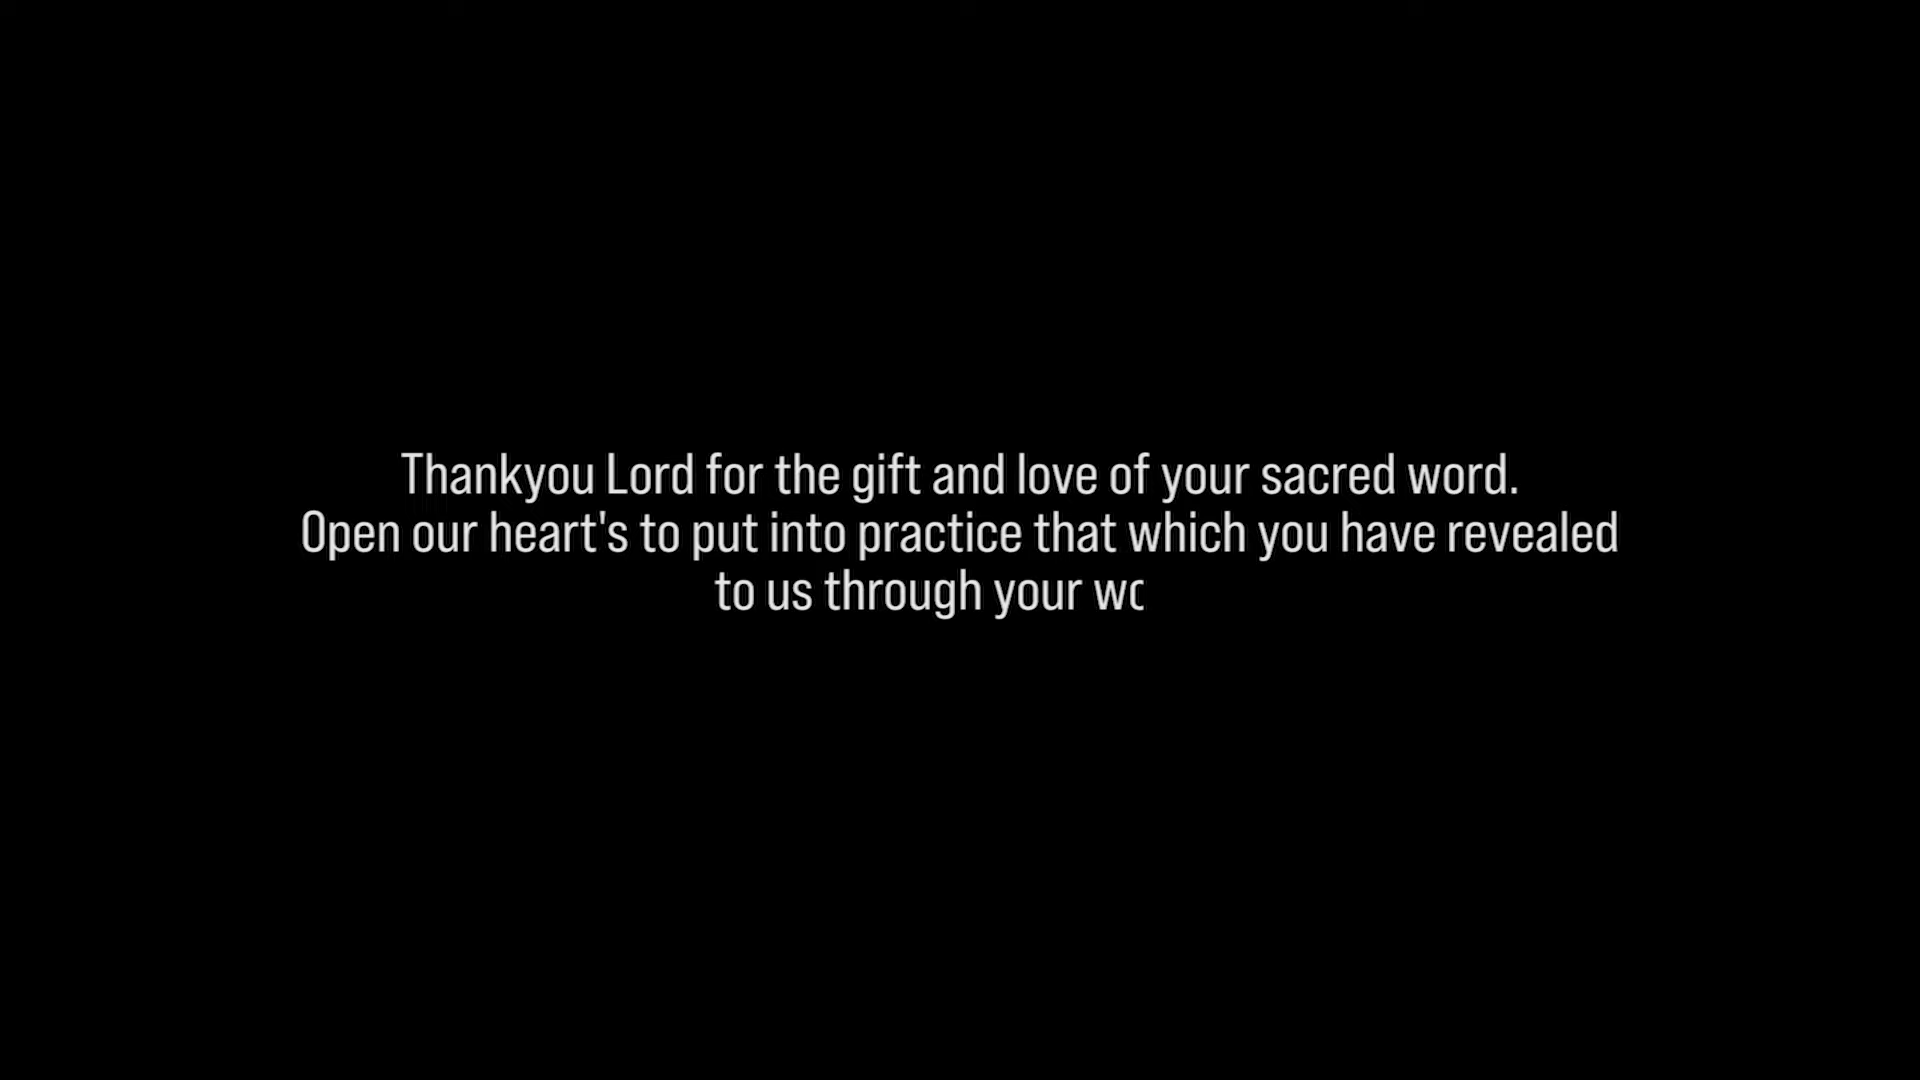 Thankyou Lord for the gift and love of your sacred word.
Open our heart's to put into practice that which you have revealed
to us through your